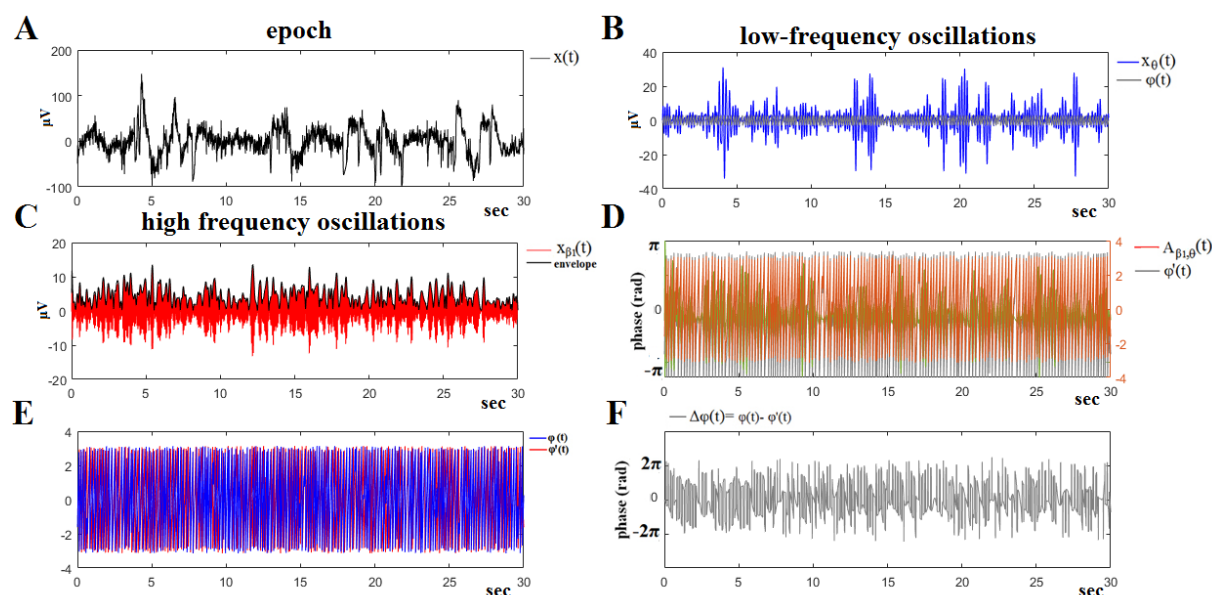 A
epoch
200
100
0
-100
μV
x(t)
0 5 10 15 20 25 30
sec
B
low-frequency oscillations
40
20
0
-20
-40
μV
xθ(t)
φ(t)
0 5 10 15 20 25 30
sec
C
high frequency oscillations
20
10
0
-10
-20
μV
xβ1(t)
envelope
0 5 10 15 20 25 30
sec
D
π
0
-π
phase (rad)
4
2
0
-2
-4
Aβ1,θ(t)
φ'(t)
0 5 10 15 20 25 30
sec
E
4
2
0
-2
-4
φ(t)
φ'(t)
0 5 10 15 20 25 30
sec
F
Δφ(t)= φ(t)- φ'(t)
2π
0
-2π
phase (rad)
0 5 10 15 20 25 30
sec